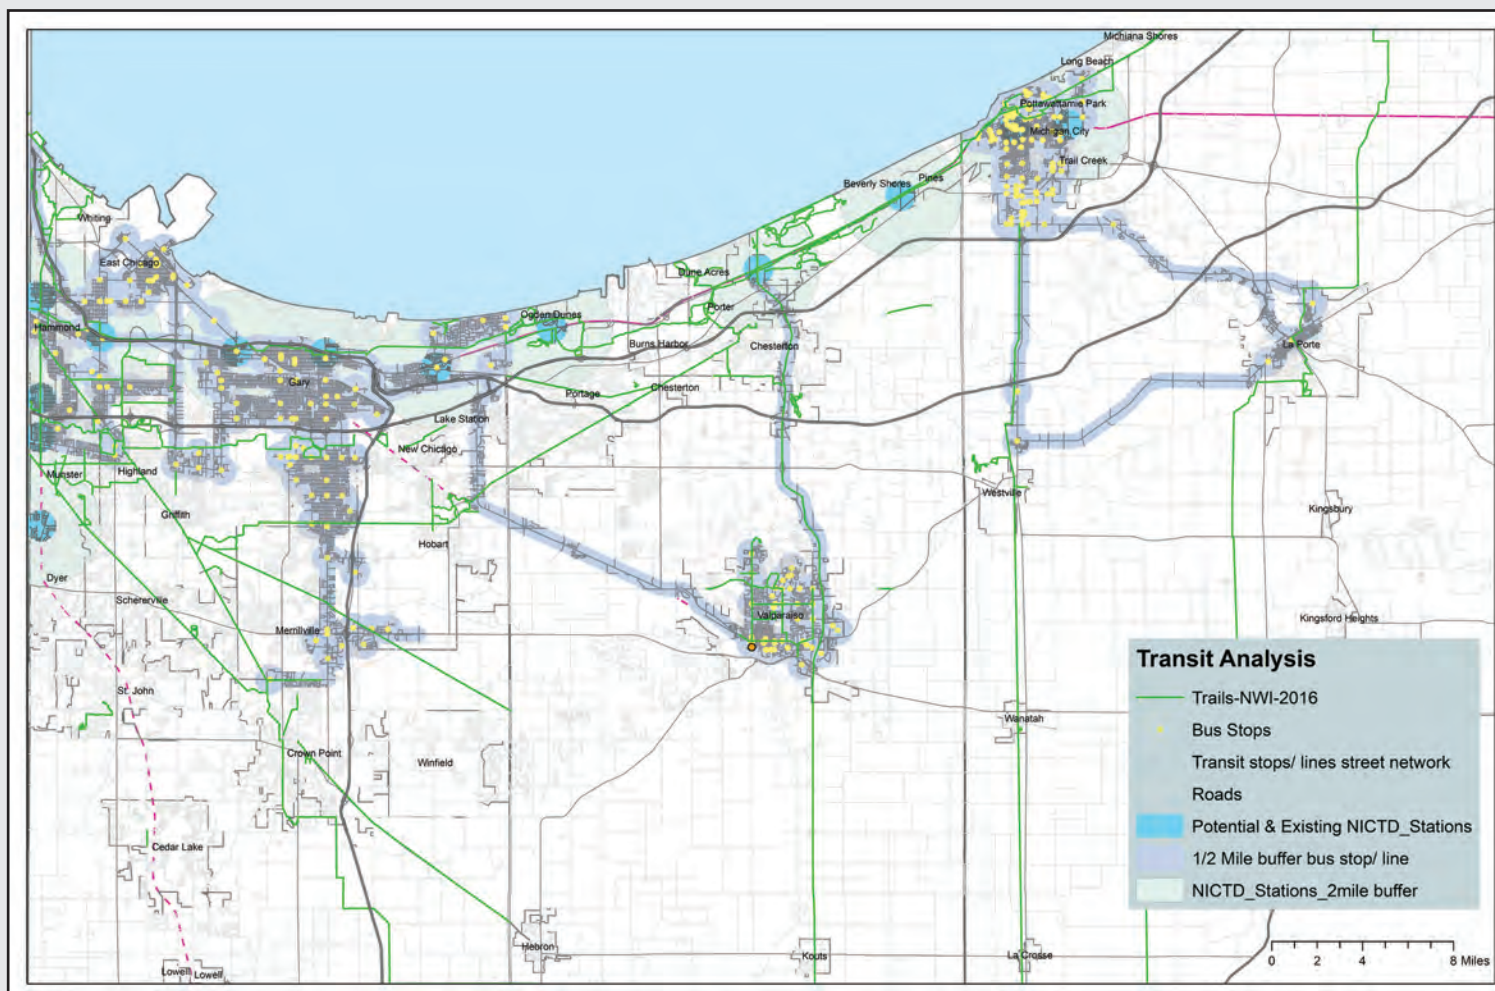 Michiana Shores
Long Beach
Pottawattamie Park
Michigan City
Trail Creek
Beverly Shores
Pines
Whiting
East Chicago
Dune Acres
Ogden Dunes
Porter
Hammond
Burns Harbor
Chesterton
La Porte
Gary
Portage
Chesterton
Lake Station
New Chicago
Munster
Highland
Westville
Griffith
Kingsbury
Hobart
Dyer
Schererville
Valparaiso
Kingsford Heights
Merrillville
St. John
Wanatah
Crown Point
Winfield
Cedar Lake
Hebron
Kouts
La Crosse
Lowell
Lowell
Transit Analysis
Trails-NWI-2016
Bus Stops
Transit stops/ lines street network
Roads
Potential & Existing NICTD_Stations
1/2 Mile buffer bus stop/ line
NICTD_Stations_2mile buffer
0 2 4 8 Miles